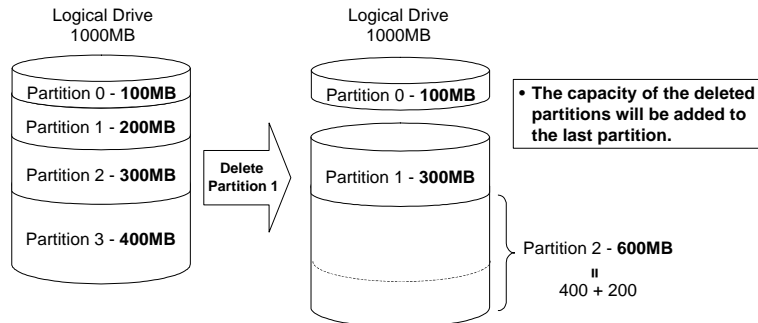 Logical Drive
1000MB
Partition 0 - 100MB
Partition 1 - 200MB
Partition 2 - 300MB
Partition 3 - 400MB
Delete
Partition 1
Logical Drive
1000MB
Partition 0 - 100MB
Partition 1 - 300MB
Partition 2 - 600MB
=
400 + 200
• The capacity of the deleted
partitions will be added to
the last partition.